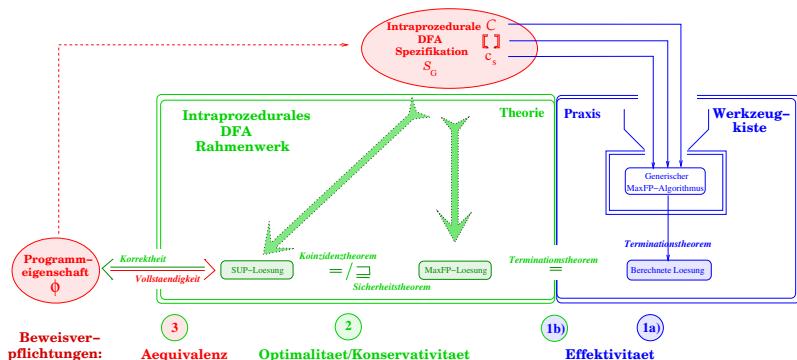 Intraprozedurale
DFA
Spezifikation
S_G
C
⟦ ⟧
c_s
Intraprozedurales
DFA
Rahmenwerk
Theorie
Praxis
Werkzeug-
kiste
Generischer
MaxFP-Algorithmus
Terminationstheorem
Berechnete Loesung
Programm-
eigenschaft
ϕ
Korrektheit
Vollstaendigkeit
SUP-Loesung
Koinzidenztheorem
= / ⊒
Sicherheitstheorem
MaxFP-Loesung
Terminationstheorem
=
3
2
1b)
1a)
Beweisver-
pflichtungen:
Aequivalenz
Optimalitaet/Konservativitaet
Effektivitaet